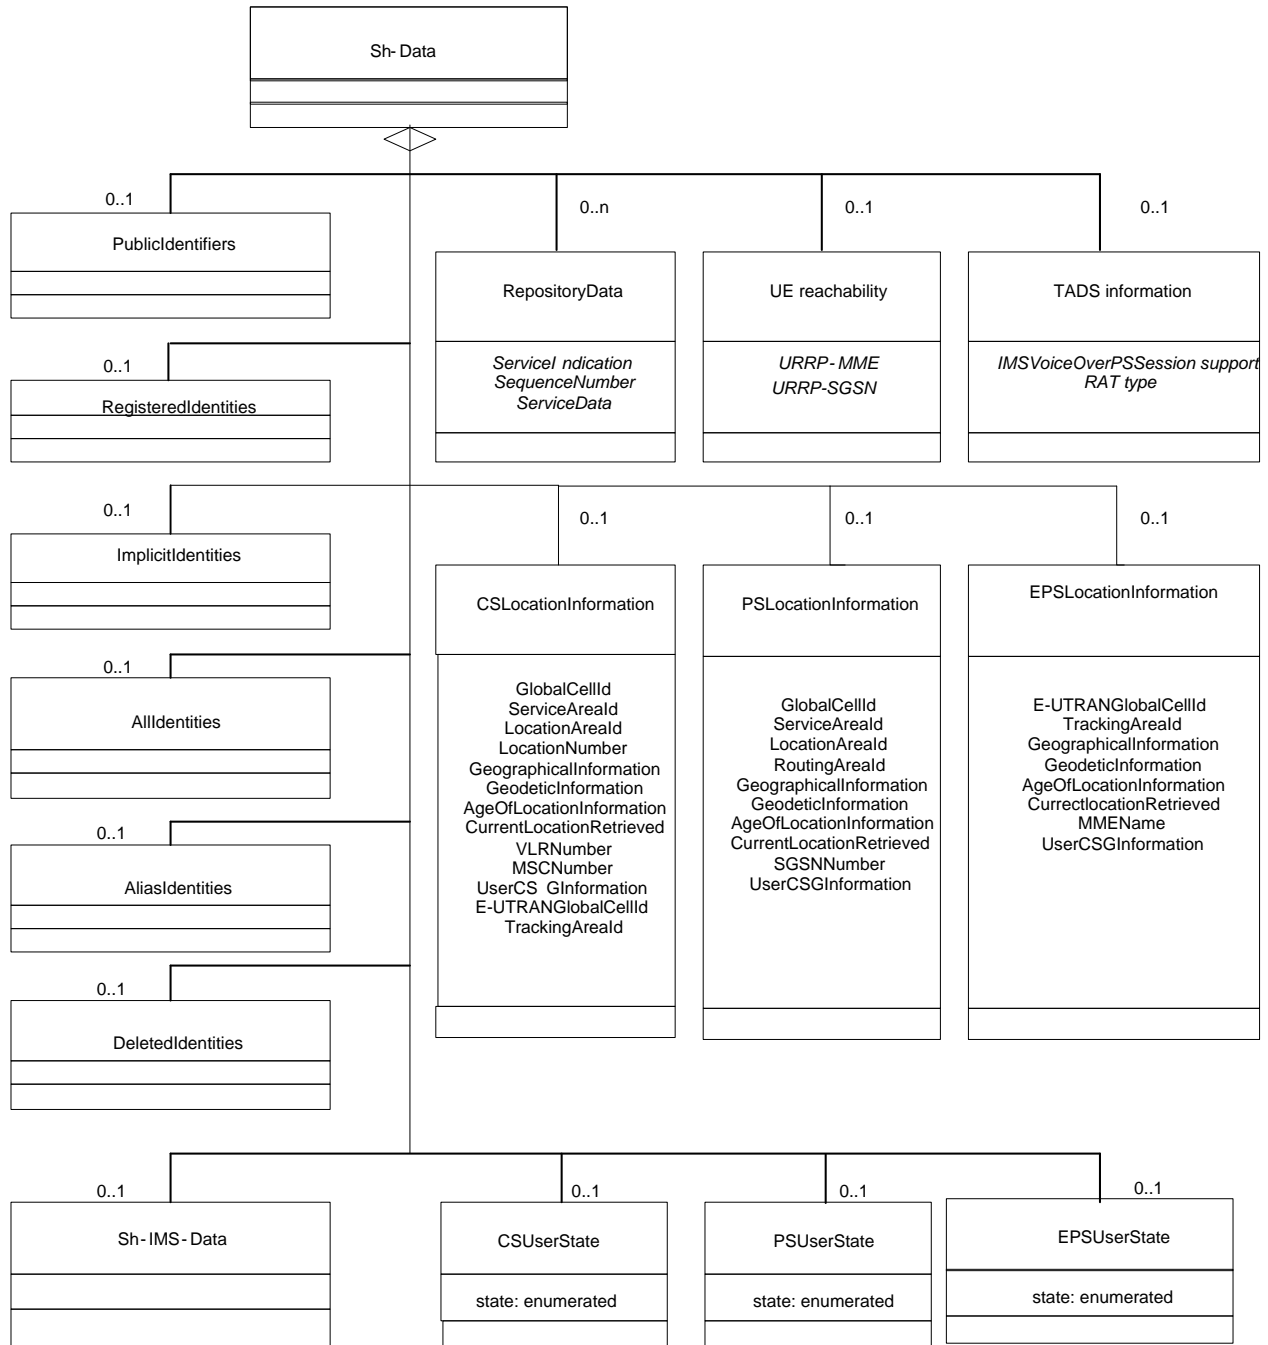 Sh-Data
0..1
0..n
0..1
0..1
PublicIdentifiers
RepositoryData
UE reachability
TADS information
ServiceI ndication
SequenceNumber
ServiceData
URRP-MME
URRP-SGSN
IMSVoiceOverPSSession support
RAT type
0..1
RegisteredIdentities
0..1
0..1
0..1
0..1
ImplicitIdentities
CSLocationInformation
PSLocationInformation
EPSLocationInformation
GlobalCellId
ServiceAreaId
LocationAreaId
LocationNumber
GeographicalInformation
GeodeticInformation
AgeOfLocationInformation
CurrentLocationRetrieved
VLRNumber
MSCNumber
UserCS GInformation
E-UTRANGlobalCellId
TrackingAreaId
GlobalCellId
ServiceAreaId
LocationAreaId
RoutingAreaId
GeographicalInformation
GeodeticInformation
AgeOfLocationInformation
CurrentLocationRetrieved
SGSNNumber
UserCSGInformation
E-UTRANGlobalCellId
TrackingAreaId
GeographicalInformation
GeodeticInformation
AgeOfLocationInformation
CurrectlocationRetrieved
MMEName
UserCSGInformation
0..1
AllIdentities
0..1
AliasIdentities
0..1
DeletedIdentities
0..1
0..1
0..1
0..1
Sh-IMS-Data
CSUserState
PSUserState
EPSUserState
state: enumerated
state: enumerated
state: enumerated